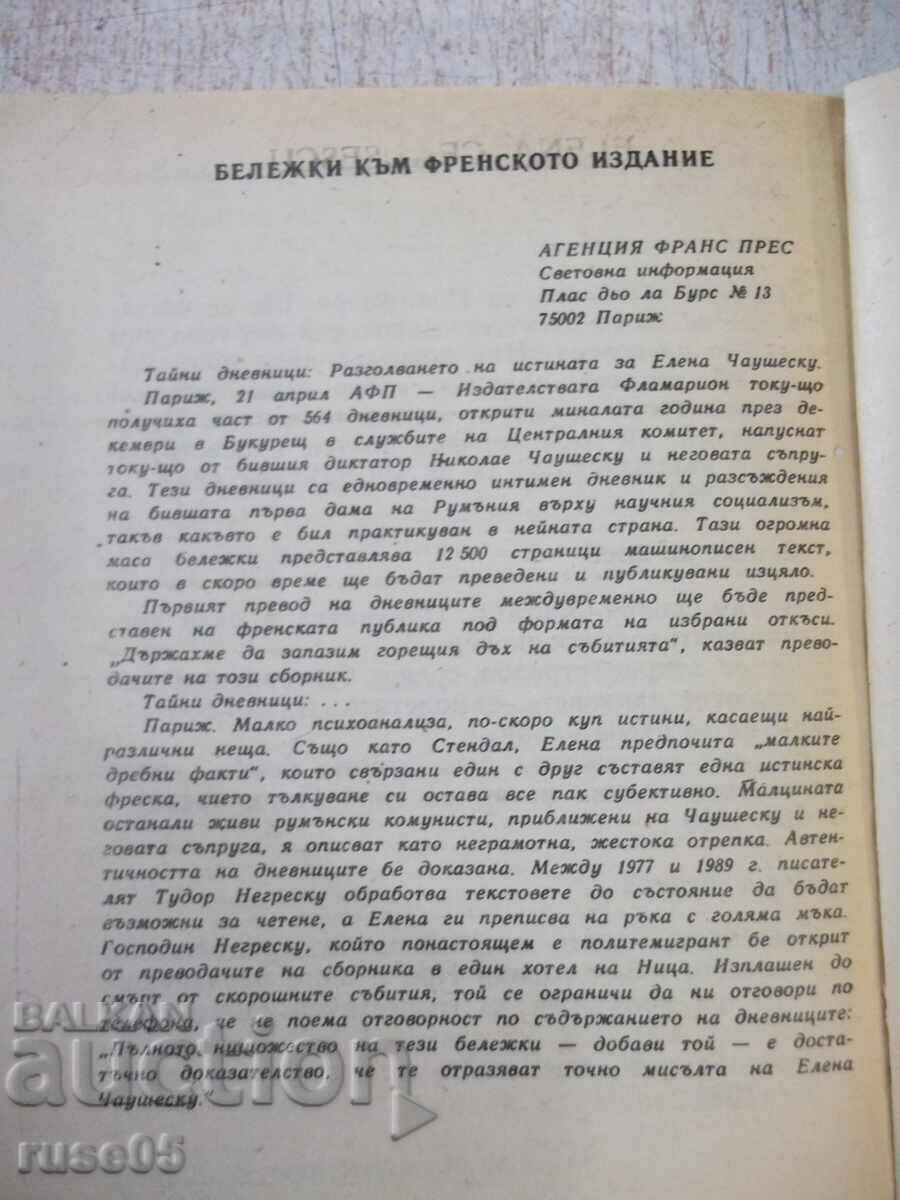 БЕЛЕЖКИ КЪМ ФРЕНСКОТО ИЗДАНИЕ
АГЕНЦИЯ ФРАНС ПРЕС
Световна информация
Плас дьо ла Бурс № 13
75002 Париж
Тайни дневници: Разголването на истината за Елена Чаушеску.
Париж, 21 април АФП — Издателствата Фламарион току-що
получиха част от 564 дневници, открити миналата година през де-
кември в Букурещ в службите на Централния комитет, напуснат
току-що от бившия диктатор Николае Чаушеску и неговата съпру-
га. Тези дневници са едновременно интимен дневник и разсъждения
на бившата първа дама на Румъния върху научния социализъм,
такъв какъвто е бил практикуван в нейната страна. Тази огромна
маса бележки представлява 12 500 страници машинописен текст,
които в скоро време ще бъдат преведени и публикувани изцяло.
Първият превод на дневниците междувременно ще бъде пред-
ставен на френската публика под формата на избрани откъси.
„Държахме да запазим горещия дъх на събитията“, казват прево-
дачите на този сборник.
Тайни дневници: . . .
Париж. Малко психоанализа, по-скоро куп истини, касаещи най-
различни неща. Също като Стендал, Елена предпочита „малките
дребни факти“, които свързани един с друг съставят една истинска
фреска, чието тълкуване си остава все пак субективно. Малцината
останали живи румънски комунисти, приближени на Чаушеску и не-
говата съпруга, я описват като неграмотна, жестока отрепка. Автен-
тичността на дневниците бе доказана. Между 1977 и 1989 г. писате-
лят Тудор Негреску обработва текстовете до състояние да бъдат
възможни за четене, а Елена ги преписва на ръка с голяма мъка.
Господин Негреску, който понастоящем е политемигрант бе открит
от преводачите на сборника в един хотел на Ница. Изплашен до
смърт от скорошните събития, той се ограничи да ни отговори по
телефона, че не поема отговорност по съдържанието на дневниците:
„Пълното нищожество на тези бележки — добави той — е доста-
тъчно доказателство, че те отразяват точно мисълта на Елена
Чаушеску.“
BALKAN
auction
ruse05